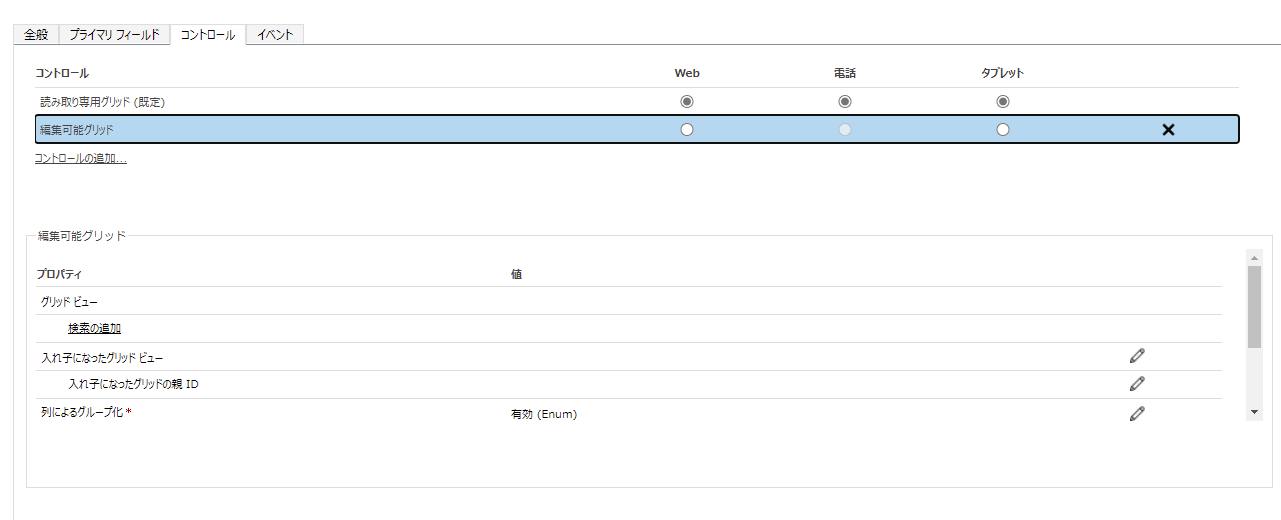 全般 プライマリ フィールド コントロール イベント
コントロール Web 電話 タブレット
読み取り専用グリッド (既定)
編集可能グリッド
コントロールの追加...
編集可能グリッド
プロパティ 値
グリッド ビュー
検索の追加
入れ子になったグリッド ビュー
入れ子になったグリッドの親 ID
列によるグループ化* 有効 (Enum)